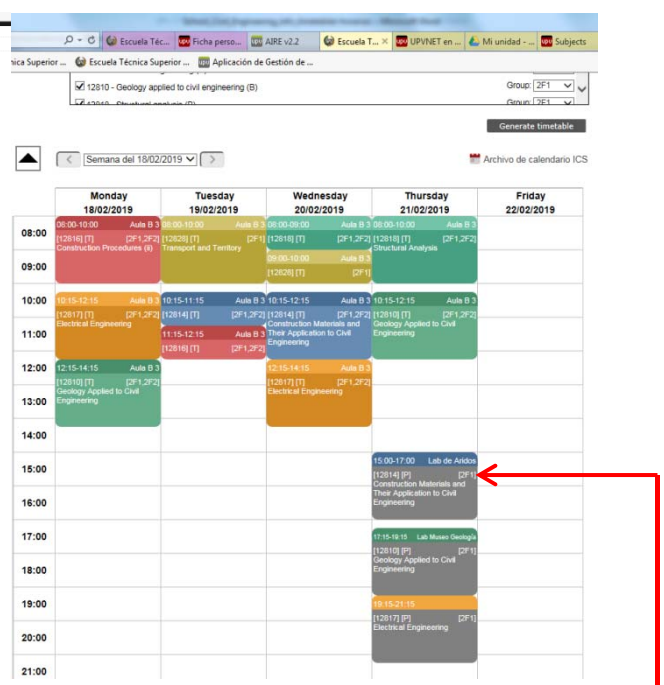 Escuela Téc... Ficha perso... AIRE v2.2 Escuela T... UPVNET en ... Mi unidad - ... Subjects
nica Superior ... Escuela Técnica Superior ... Aplicación de Gestión de ...
12810 - Geology applied to civil engineering (B) Group: 2F1
12818 - Structural analysis (B) Group: 2F1
Generate timetable
Semana del 18/02/2019 Archivo de calendario ICS
Monday Tuesday Wednesday Thursday Friday
18/02/2019 19/02/2019 20/02/2019 21/02/2019 22/02/2019
08:00
09:00
10:00
11:00
12:00
13:00
14:00
15:00
16:00
17:00
18:00
19:00
20:00
21:00
08:00-10:00 Aula B 3
[12816] [T] [2F1,2F2]
Construction Procedures (ii)
10:15-12:15 Aula B 3
[12817] [T] [2F1,2F2]
Electrical Engineering
12:15-14:15 Aula B 3
[12810] [T] [2F1,2F2]
Geology Applied to Civil
Engineering
08:00-10:00 Aula B 3
[12828] [T] [2F1]
Transport and Territory
10:15-11:15 Aula B 3
[12814] [T] [2F1,2F2]
11:15-12:15 Aula B 3
[12816] [T] [2F1,2F2]
08:00-09:00 Aula B 3
[12818] [T] [2F1,2F2]
09:00-10:00 Aula B 3
[12828] [T] [2F1]
10:15-12:15 Aula B 3
[12814] [T] [2F1,2F2]
Construction Materials and
Their Application to Civil
Engineering
12:15-14:15 Aula B 3
[12817] [T] [2F1,2F2]
Electrical Engineering
08:00-10:00 Aula B 3
[12818] [T] [2F1,2F2]
Structural Analysis
10:15-12:15 Aula B 3
[12810] [T] [2F1,2F2]
Geology Applied to Civil
Engineering
15:00-17:00 Lab de Aridos
[12814] [P] [2F1]
Construction Materials and
Their Application to Civil
Engineering
17:15-19:15 Lab Museo Geología
[12810] [P] [2F1]
Geology Applied to Civil
Engineering
19:15-21:15
[12817] [P] [2F1]
Electrical Engineering